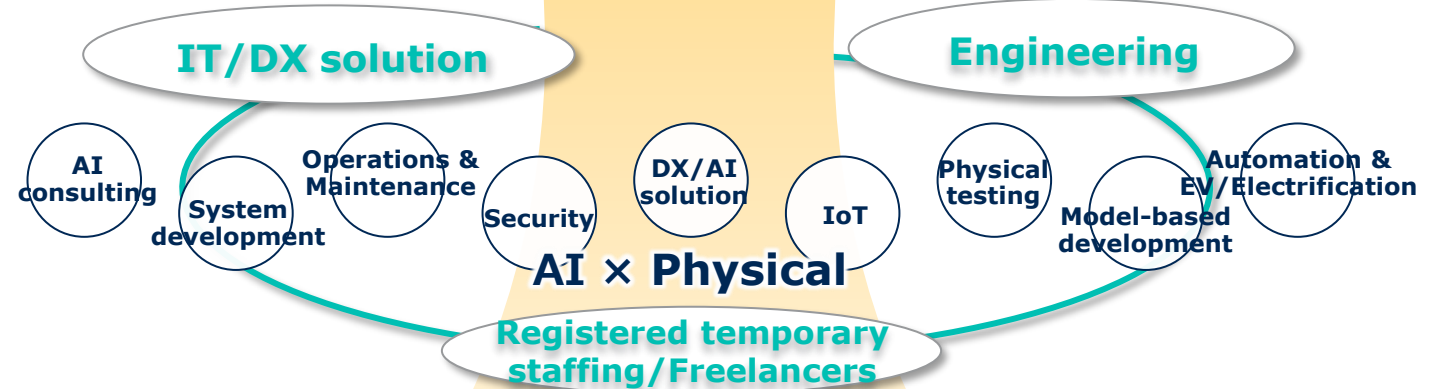 IT/DX solution
Engineering
AI
consulting
System
development
Operations &
Maintenance
Security
DX/AI
solution
IoT
Physical
testing
Model-based
development
Automation &
EV/Electrification
AI × Physical
Registered temporary
staffing/Freelancers